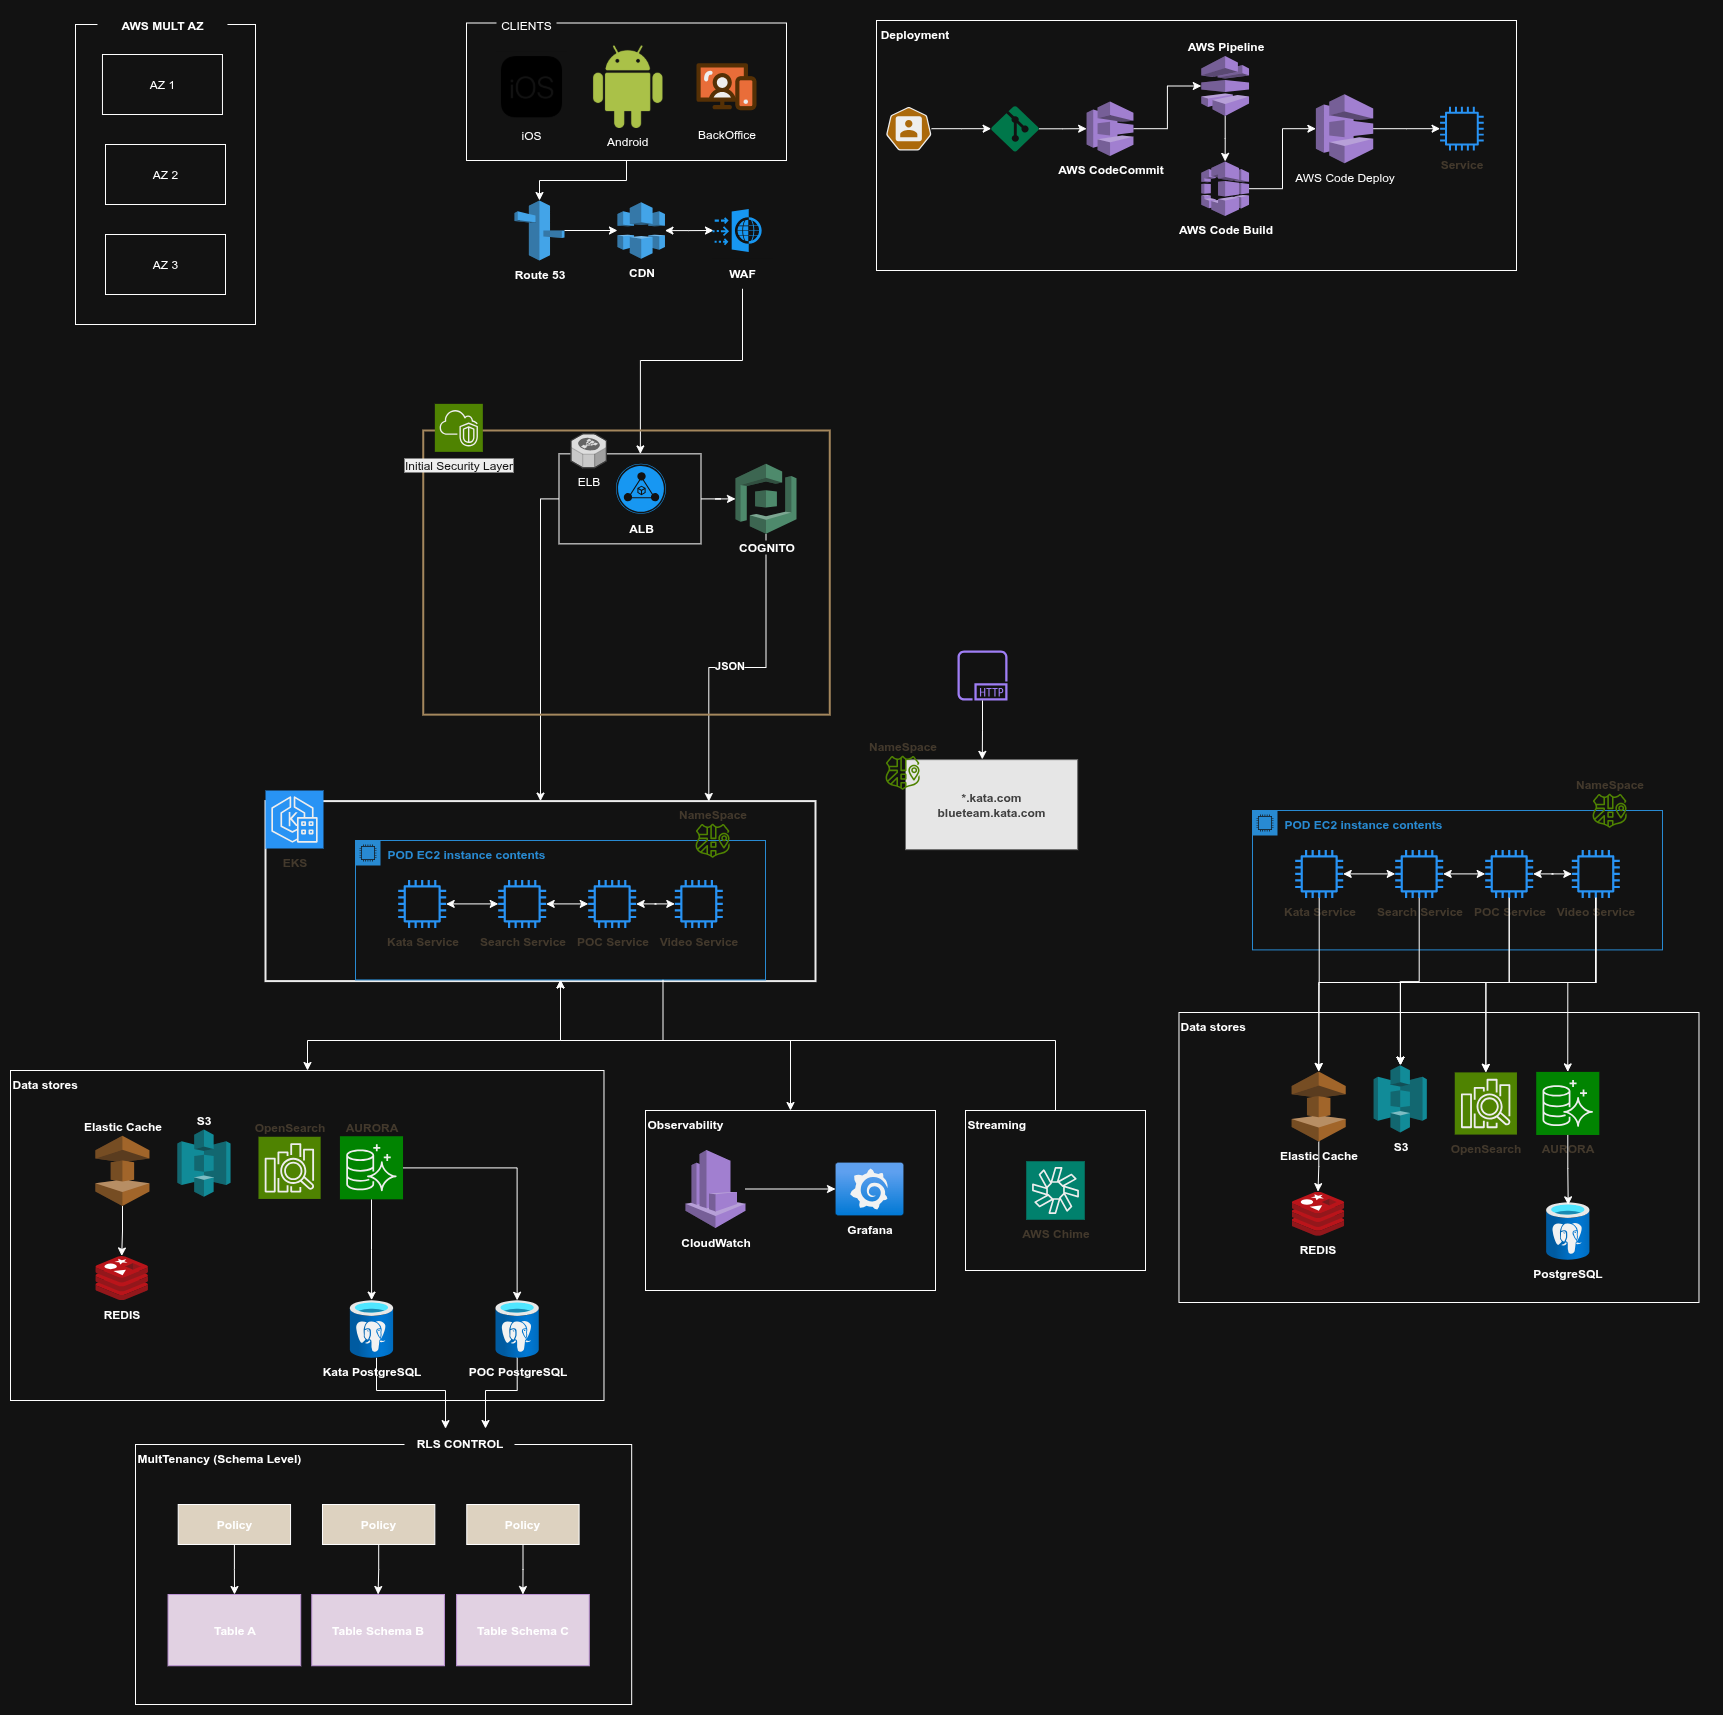 AWS MULT AZ
AZ 1
AZ 2
AZ 3
CLIENTS
iOS
iOS
Android
BackOffice
Route 53
CDN
WAF
Deployment
AWS Pipeline
AWS CodeCommit
AWS Code Build
AWS Code Deploy
Service
Initial Security Layer
ELB
ALB
COGNITO
JSON
HTTP
NameSpace
*.kata.com
blueteam.kata.com
EKS
K
NameSpace
POD EC2 instance contents
Kata Service
Search Service
POC Service
Video Service
NameSpace
POD EC2 instance contents
Kata Service
Search Service
POC Service
Video Service
Data stores
Elastic Cache
S3
OpenSearch
AURORA
REDIS
Kata PostgreSQL
POC PostgreSQL
Observability
CloudWatch
Grafana
Streaming
AWS Chime
Data stores
Elastic Cache
S3
OpenSearch
AURORA
REDIS
PostgreSQL
RLS CONTROL
MultTenancy (Schema Level)
Policy
Policy
Policy
Table A
Table Schema B
Table Schema C